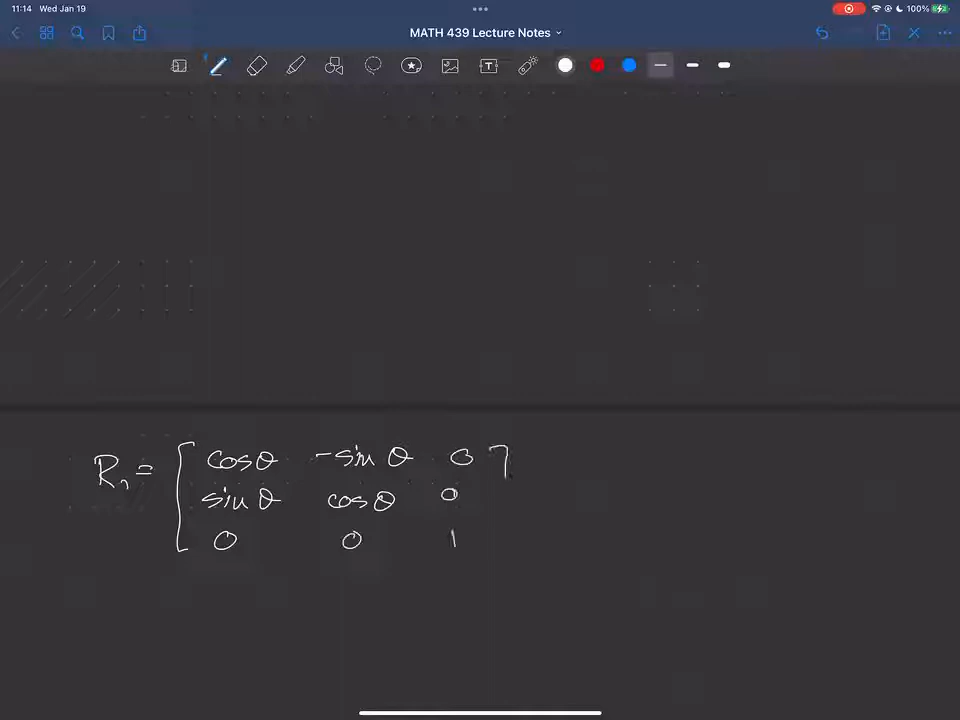 11:14 Wed Jan 19
100%
MATH 439 Lecture Notes
T
R₁ = [ cosθ -sinθ 0 ]
sinθ cosθ 0
0 0 1